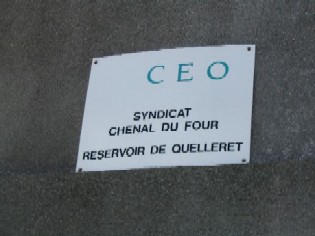 CEO
SYNDICAT
CHENAL DU FOUR
RESERVOIR DE QUELLERET